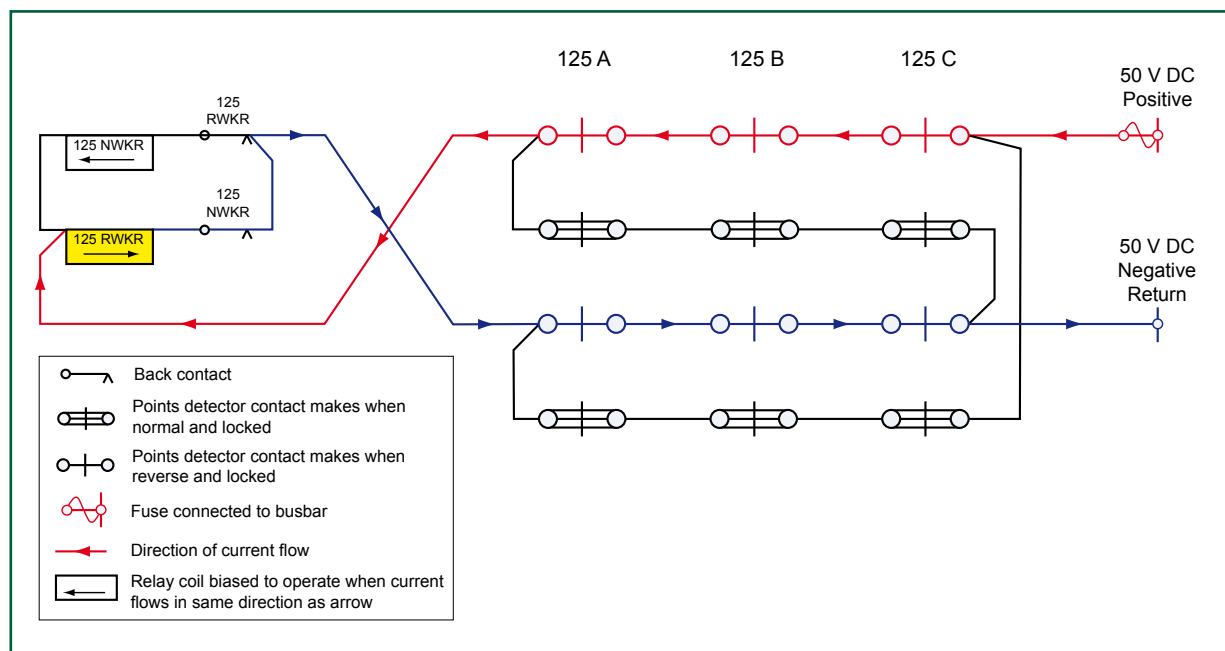 125 A
125 B
125 C
50 V DC
Positive
125
RWKR
125 NWKR
125
NWKR
125 RWKR
50 V DC
Negative
Return
Back contact
Points detector contact makes when
normal and locked
Points detector contact makes when
reverse and locked
Fuse connected to busbar
Direction of current flow
Relay coil biased to operate when current
flows in same direction as arrow